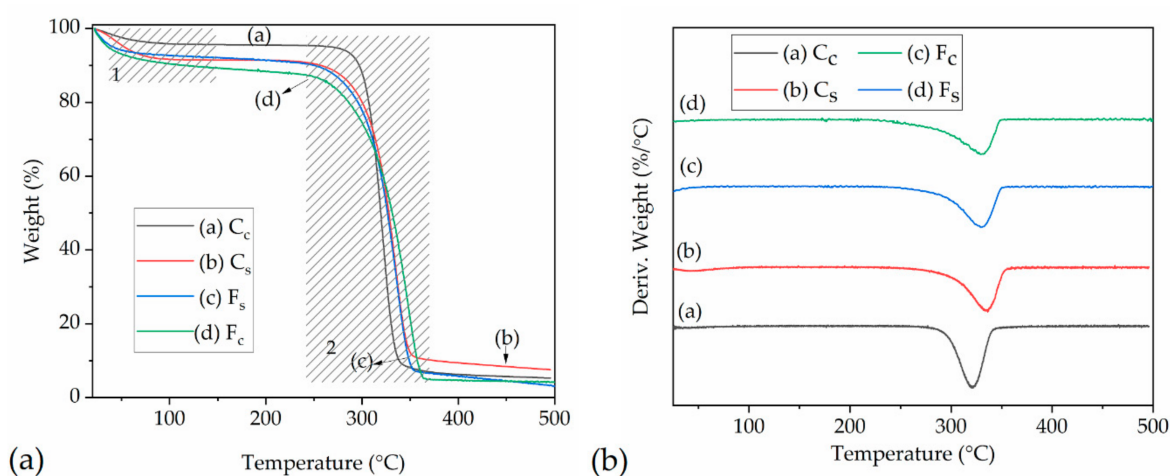 100
80
60
40
20
0
Weight (%)
1
(a)
(d)
(a) Cc
(b) Cs
(c) Fs
(d) Fc
2
(c)
(b)
100
200
300
400
500
Temperature (°C)
(a)
(a) Cc
(b) Cs
(c) Fc
(d) Fs
(d)
(c)
(b)
(a)
Deriv. Weight (%/°C)
100
200
300
400
500
Temperature (°C)
(b)